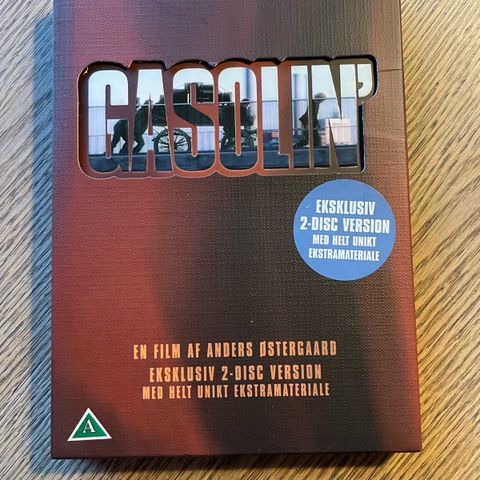 GASOLIN'
EKSKLUSIV
2-DISC VERSION
MED HELT UNIKT
EKSTRAMATERIALE
EN FILM AF ANDERS ØSTERGAARD
EKSKLUSIV 2-DISC VERSION
MED HELT UNIKT EKSTRAMATERIALE
A